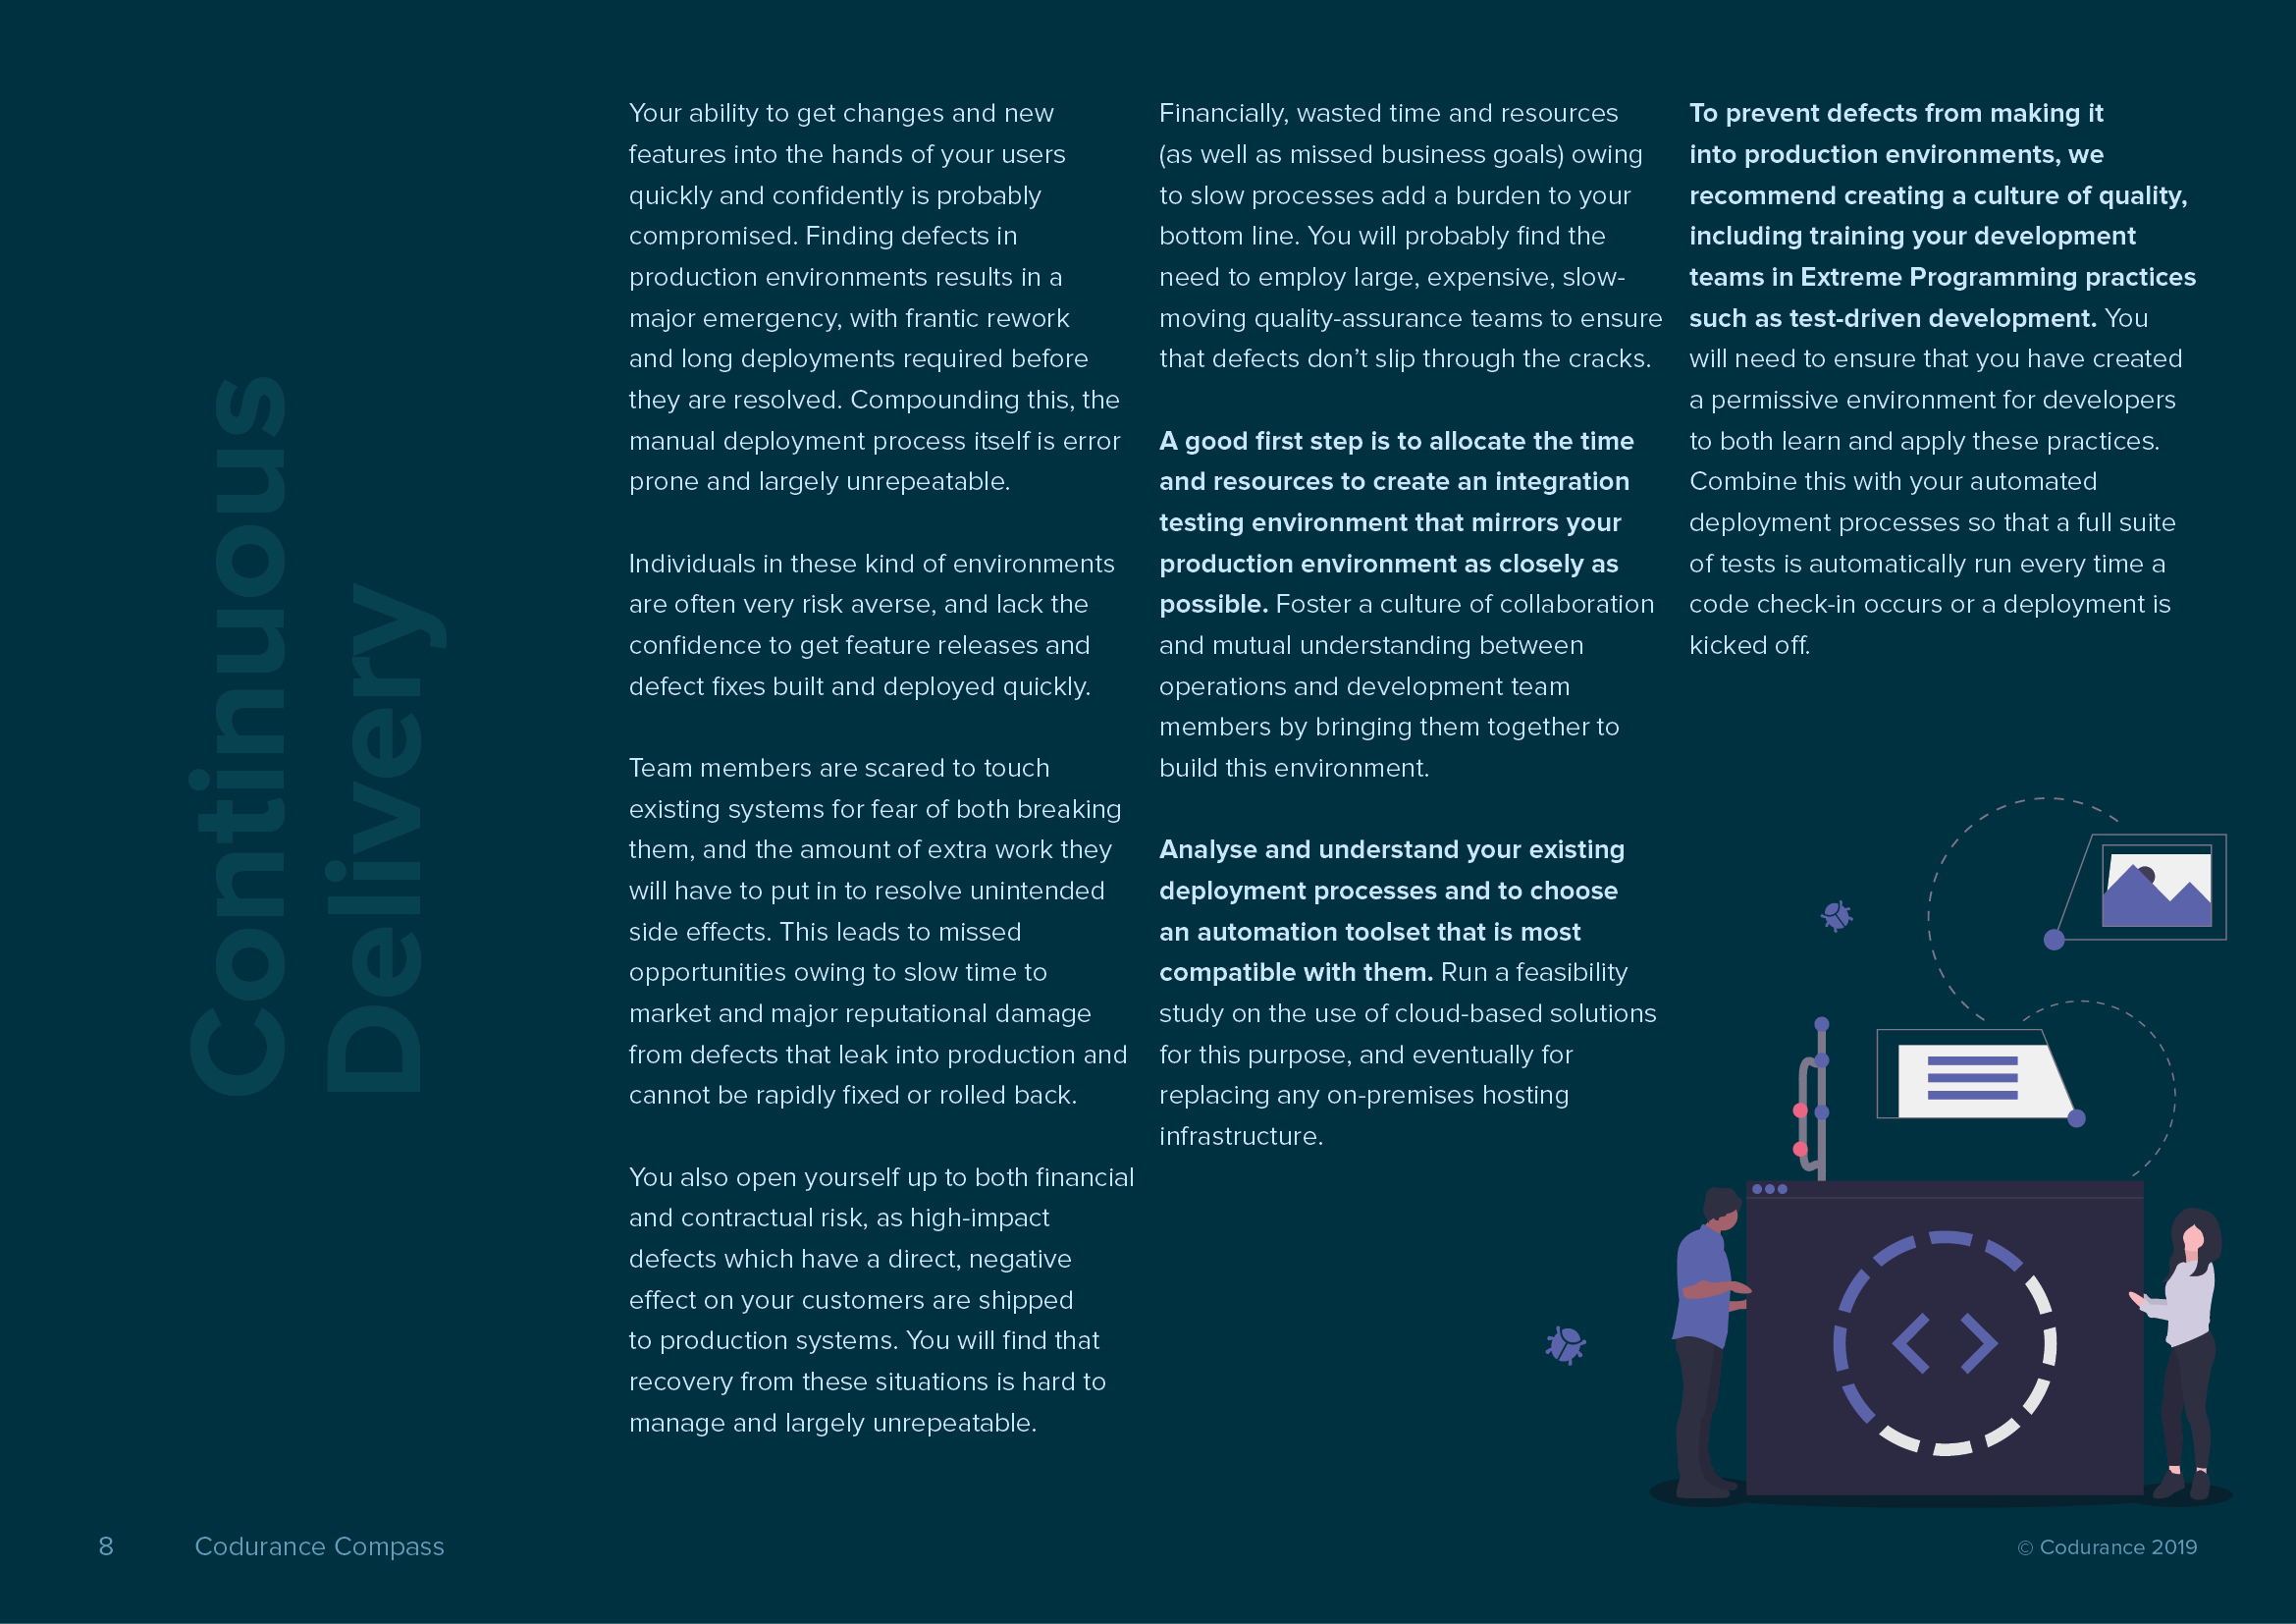 Continuous
Delivery
Your ability to get changes and new
features into the hands of your users
quickly and confidently is probably
compromised. Finding defects in
production environments results in a
major emergency, with frantic rework
and long deployments required before
they are resolved. Compounding this, the
manual deployment process itself is error
prone and largely unrepeatable.
Individuals in these kind of environments
are often very risk averse, and lack the
confidence to get feature releases and
defect fixes built and deployed quickly.
Team members are scared to touch
existing systems for fear of both breaking
them, and the amount of extra work they
will have to put in to resolve unintended
side effects. This leads to missed
opportunities owing to slow time to
market and major reputational damage
from defects that leak into production and
cannot be rapidly fixed or rolled back.
You also open yourself up to both financial
and contractual risk, as high-impact
defects which have a direct, negative
effect on your customers are shipped
to production systems. You will find that
recovery from these situations is hard to
manage and largely unrepeatable.
Financially, wasted time and resources
(as well as missed business goals) owing
to slow processes add a burden to your
bottom line. You will probably find the
need to employ large, expensive, slow-
moving quality-assurance teams to ensure
that defects don’t slip through the cracks.
A good first step is to allocate the time
and resources to create an integration
testing environment that mirrors your
production environment as closely as
possible. Foster a culture of collaboration
and mutual understanding between
operations and development team
members by bringing them together to
build this environment.
Analyse and understand your existing
deployment processes and to choose
an automation toolset that is most
compatible with them. Run a feasibility
study on the use of cloud-based solutions
for this purpose, and eventually for
replacing any on-premises hosting
infrastructure.
To prevent defects from making it
into production environments, we
recommend creating a culture of quality,
including training your development
teams in Extreme Programming practices
such as test-driven development. You
will need to ensure that you have created
a permissive environment for developers
to both learn and apply these practices.
Combine this with your automated
deployment processes so that a full suite
of tests is automatically run every time a
code check-in occurs or a deployment is
kicked off.
8 Codurance Compass
© Codurance 2019